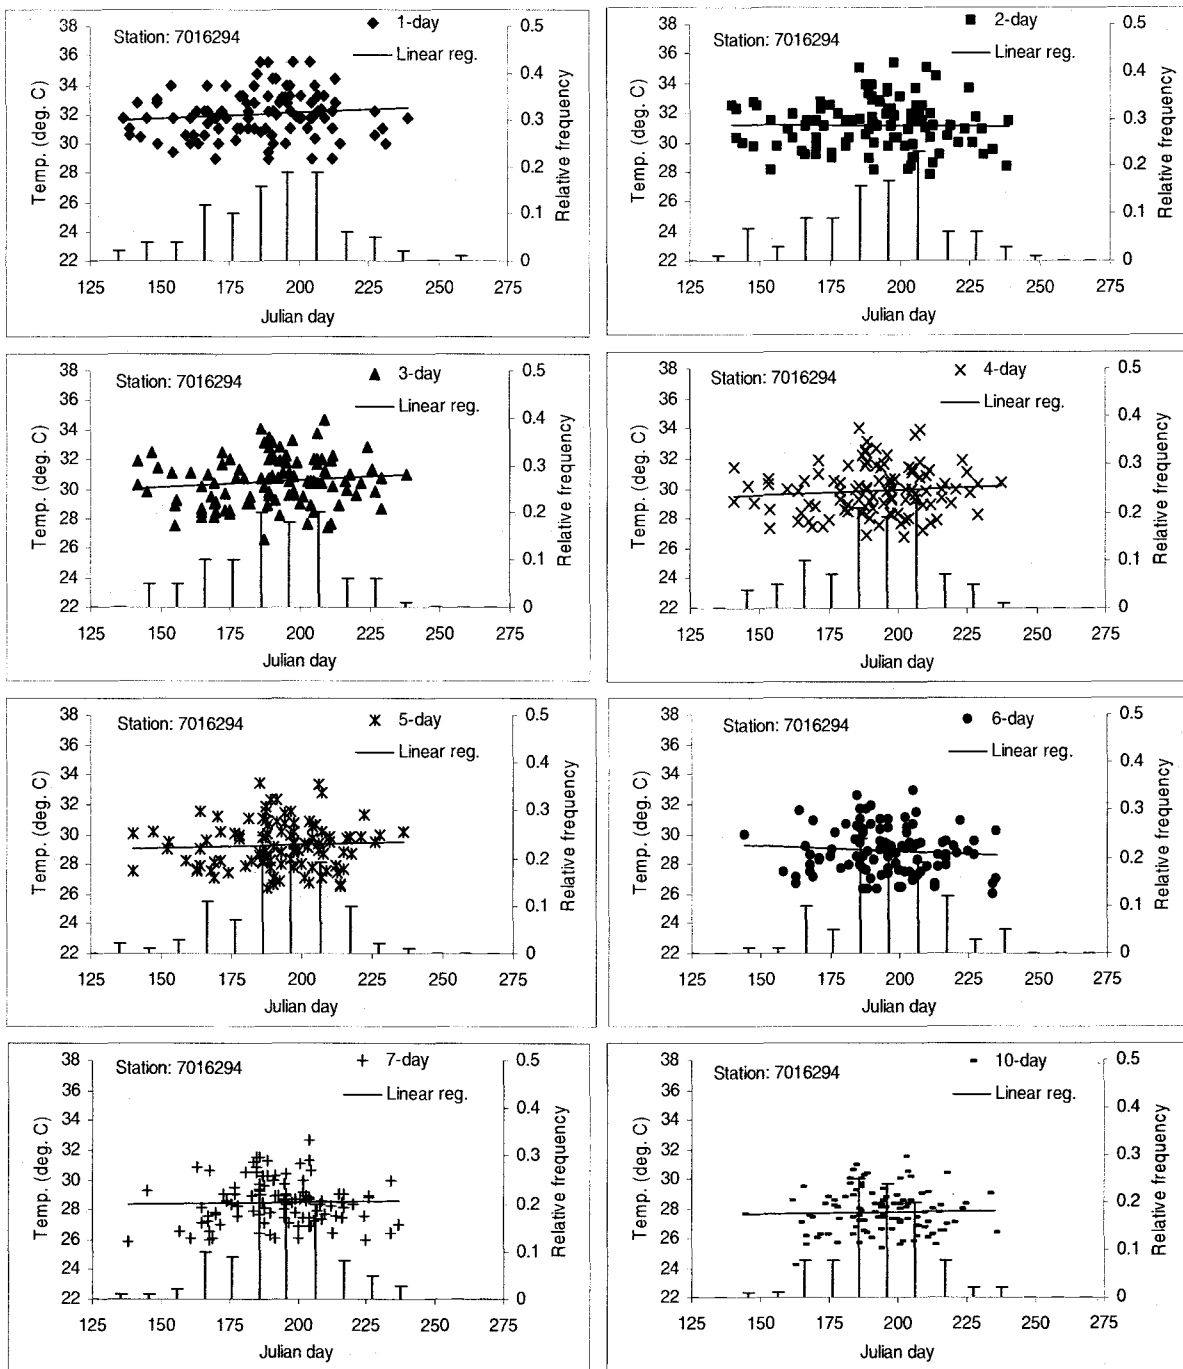 Station: 7016294
1-day
Linear reg.
38
36
34
32
30
28
26
24
22
Temp. (deg. C)
0.5
0.4
0.3
0.2
0.1
0
Relative frequency
125 150 175 200 225 250 275
Julian day
Station: 7016294
2-day
Linear reg.
38
36
34
32
30
28
26
24
22
Temp. (deg. C)
0.5
0.4
0.3
0.2
0.1
0
Relative frequency
125 150 175 200 225 250 275
Julian day
Station: 7016294
3-day
Linear reg.
38
36
34
32
30
28
26
24
22
Temp. (deg. C)
0.5
0.4
0.3
0.2
0.1
0
Relative frequency
125 150 175 200 225 250 275
Julian day
Station: 7016294
4-day
Linear reg.
38
36
34
32
30
28
26
24
22
Temp. (deg. C)
0.5
0.4
0.3
0.2
0.1
0
Relative frequency
125 150 175 200 225 250 275
Julian day
Station: 7016294
5-day
Linear reg.
38
36
34
32
30
28
26
24
22
Temp. (deg. C)
0.5
0.4
0.3
0.2
0.1
0
Relative frequency
125 150 175 200 225 250 275
Julian day
Station: 7016294
6-day
Linear reg.
38
36
34
32
30
28
26
24
22
Temp. (deg. C)
0.5
0.4
0.3
0.2
0.1
0
Relative frequency
125 150 175 200 225 250 275
Julian day
Station: 7016294
7-day
Linear reg.
38
36
34
32
30
28
26
24
22
Temp. (deg. C)
0.5
0.4
0.3
0.2
0.1
0
Relative frequency
125 150 175 200 225 250 275
Julian day
Station: 7016294
10-day
Linear reg.
38
36
34
32
30
28
26
24
22
Temp. (deg. C)
0.5
0.4
0.3
0.2
0.1
0
Relative frequency
125 150 175 200 225 250 275
Julian day